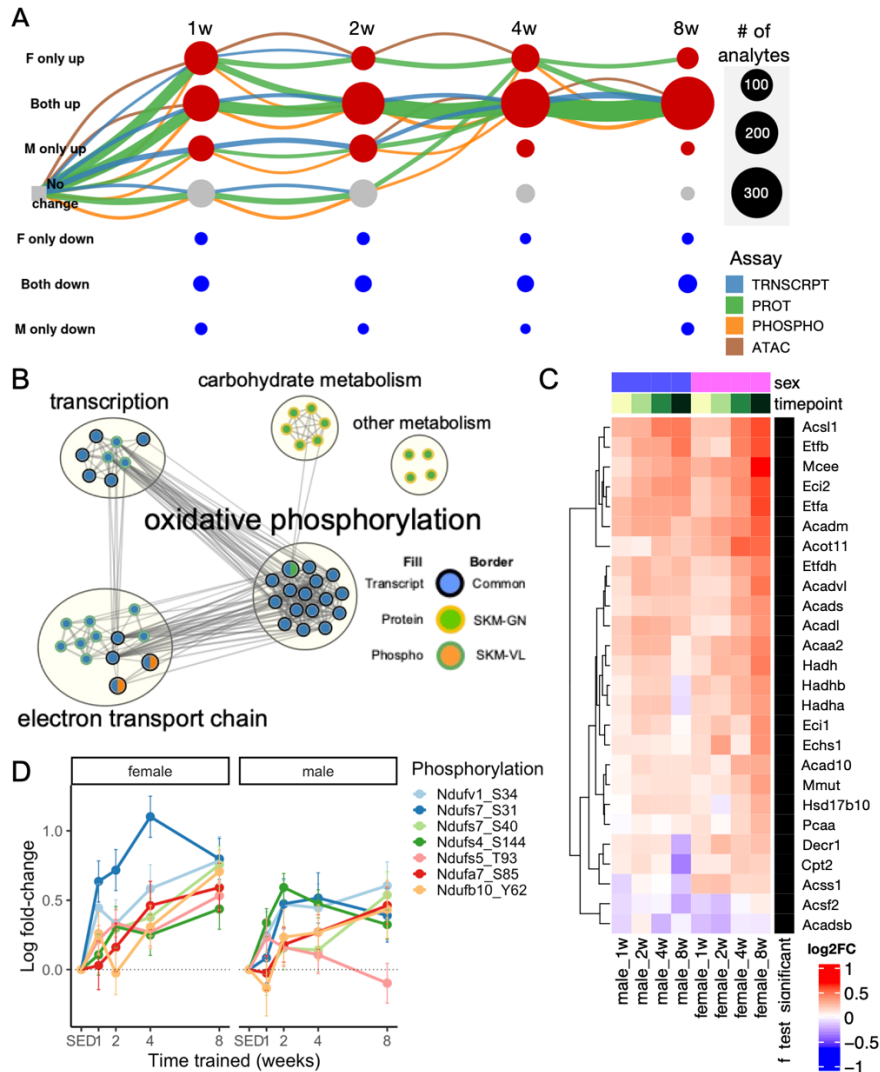 A
1w 2w 4w 8w
F only up
Both up
M only up
No
change
F only down
Both down
M only down
# of
analytes
100
200
300
Assay
TRNSCRPT
PROT
PHOSPHO
ATAC
B
transcription
carbohydrate metabolism
other metabolism
oxidative phosphorylation
electron transport chain
Fill Border
Transcript Common
Protein SKM-GN
Phospho SKM-VL
C
sex
timepoint
Acsl1
Etfb
Mcee
Eci2
Etfa
Acadm
Acot11
Etfdh
Acadvl
Acads
Acadl
Acaa2
Hadh
Hadhb
Hadha
Eci1
Echs1
Acad10
Mmut
Hsd17b10
Pcaa
Decr1
Cpt2
Acss1
Acsf2
Acadsb
male_1w
male_2w
male_4w
male_8w
female_1w
female_2w
female_4w
female_8w
f_test_significant
log2FC
1
0.5
0
−0.5
−1
D
female male
Log fold-change
1.0
0.5
0.0
SED 1 2 4 8
SED 1 2 4 8
Time trained (weeks)
Phosphorylation
Ndufv1_S34
Ndufs7_S31
Ndufs7_S40
Ndufs4_S144
Ndufs5_T93
Ndufa7_S85
Ndufb10_Y62